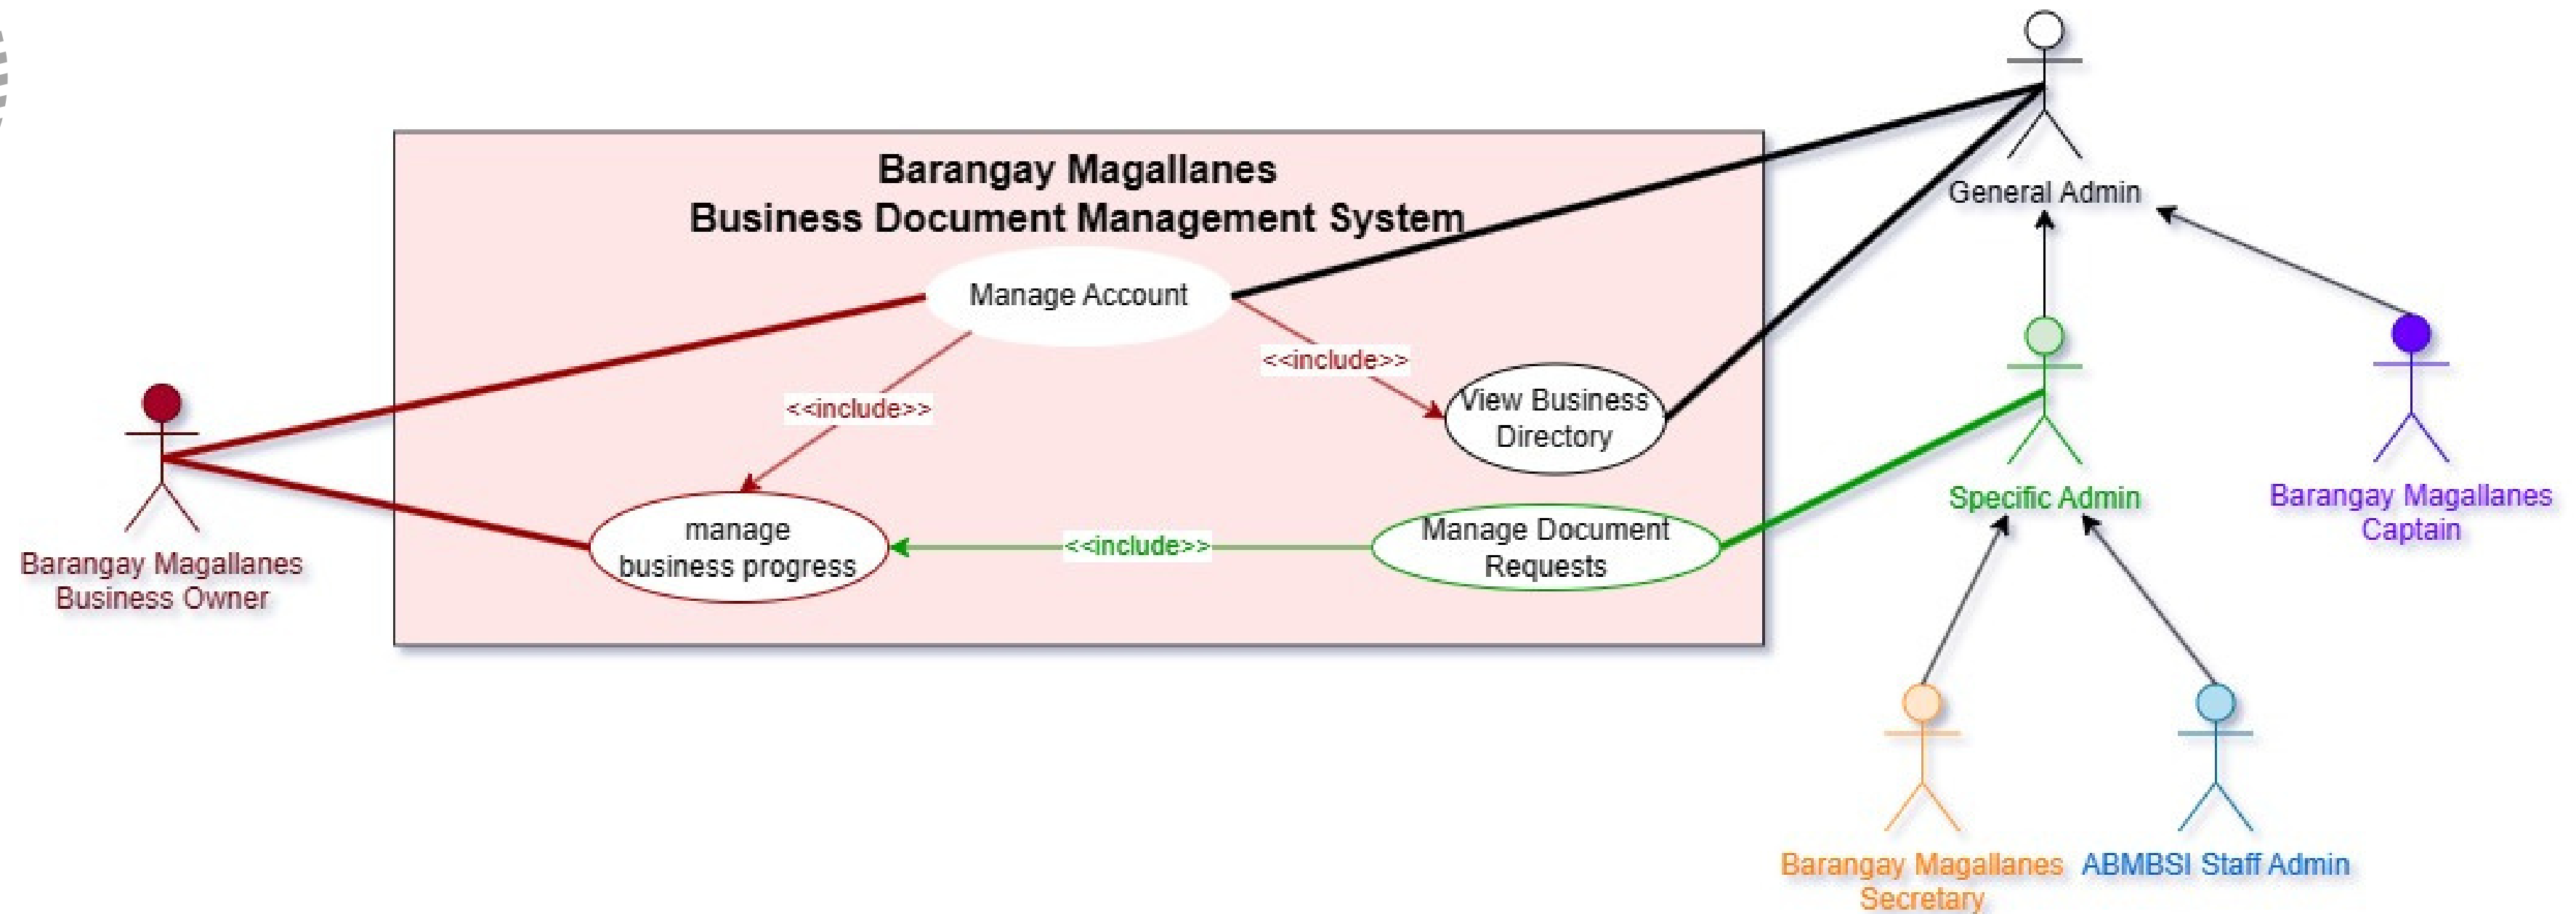 Barangay Magallanes
Business Document Management System
General Admin
Manage Account
<<include>>
View Business
Directory
<<include>>
Barangay Magallanes
Business Owner
manage
business progress
<<include>>
Manage Document
Requests
Specific Admin
Barangay Magallanes
Captain
Barangay Magallanes
Secretary
ABMBSI Staff Admin